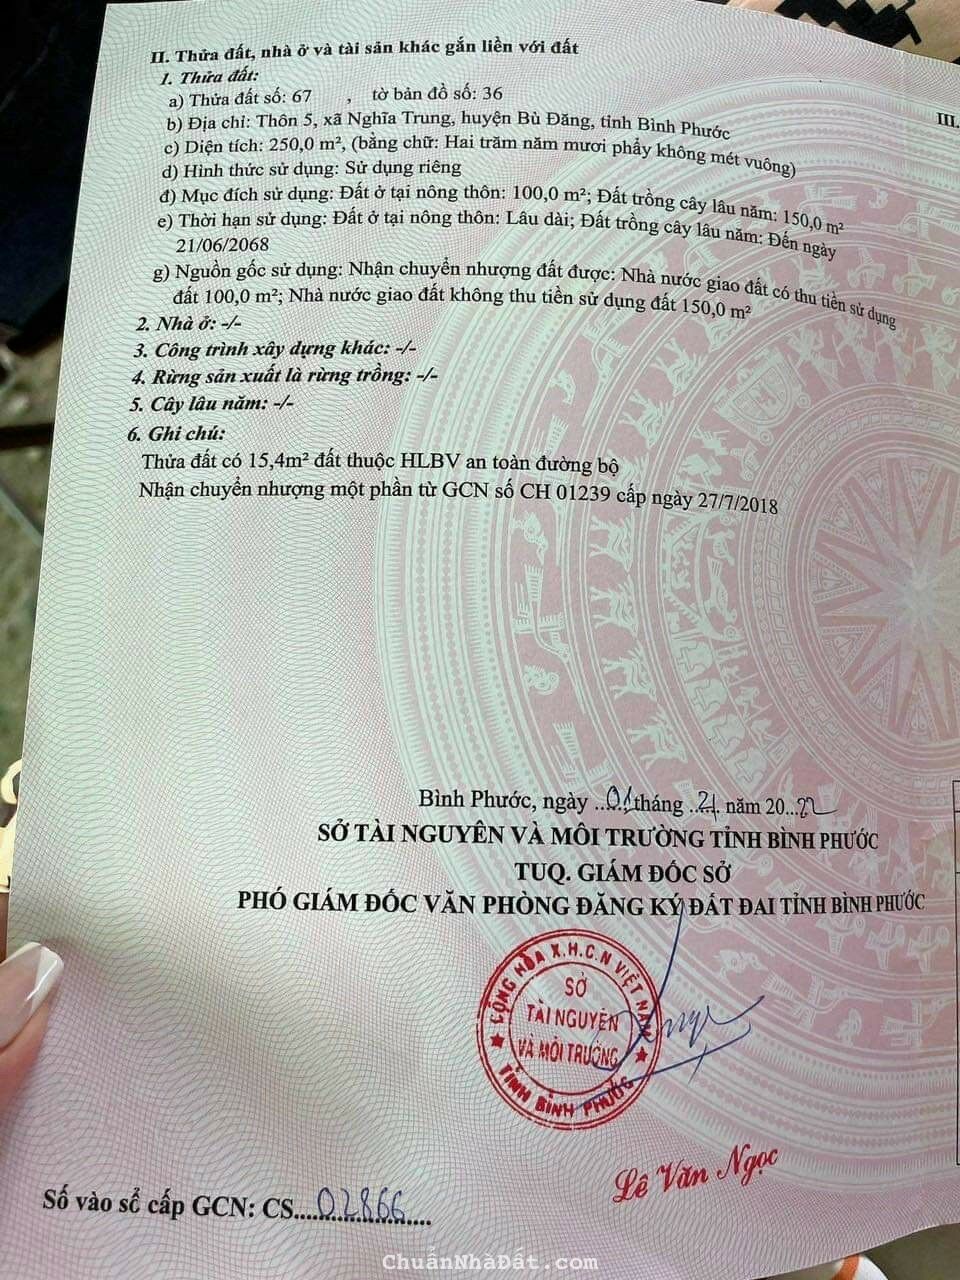 II. Thửa đất, nhà ở và tài sản khác gắn liền với đất
1. Thửa đất:
a) Thửa đất số: 67 , tờ bản đồ số: 36
b) Địa chỉ: Thôn 5, xã Nghĩa Trung, huyện Bù Đăng, tỉnh Bình Phước
c) Diện tích: 250,0 m², (bằng chữ: Hai trăm năm mươi phẩy không mét vuông)
d) Hình thức sử dụng: Sử dụng riêng
đ) Mục đích sử dụng: Đất ở tại nông thôn: 100,0 m²; Đất trồng cây lâu năm: 150,0 m²
e) Thời hạn sử dụng: Đất ở tại nông thôn: Lâu dài; Đất trồng cây lâu năm: Đến ngày
21/06/2068
g) Nguồn gốc sử dụng: Nhận chuyển nhượng đất được: Nhà nước giao đất có thu tiền sử dụng
đất 100,0 m²; Nhà nước giao đất không thu tiền sử dụng đất 150,0 m²
2. Nhà ở: -/-
3. Công trình xây dựng khác: -/-
4. Rừng sản xuất là rừng trồng: -/-
5. Cây lâu năm: -/-
6. Ghi chú:
Thửa đất có 15,4m² đất thuộc HLBV an toàn đường bộ
Nhận chuyển nhượng một phần từ GCN số CH 01239 cấp ngày 27/7/2018
III.
Bình Phước, ngày ..01 tháng .. năm 20...22
SỞ TÀI NGUYÊN VÀ MÔI TRƯỜNG TỈNH BÌNH PHƯỚC
TUQ. GIÁM ĐỐC SỞ
PHÓ GIÁM ĐỐC VĂN PHÒNG ĐĂNG KÝ ĐẤT ĐAI TỈNH BÌNH PHƯỚC
CỘNG HÒA X.H.C.N VIỆT NAM
SỞ
TÀI NGUYÊN
VÀ MÔI TRƯỜNG
TỈNH BÌNH PHƯỚC
Lê Văn Ngọc
Số vào sổ cấp GCN: CS....02866....
ChuẩnNhàĐất.com